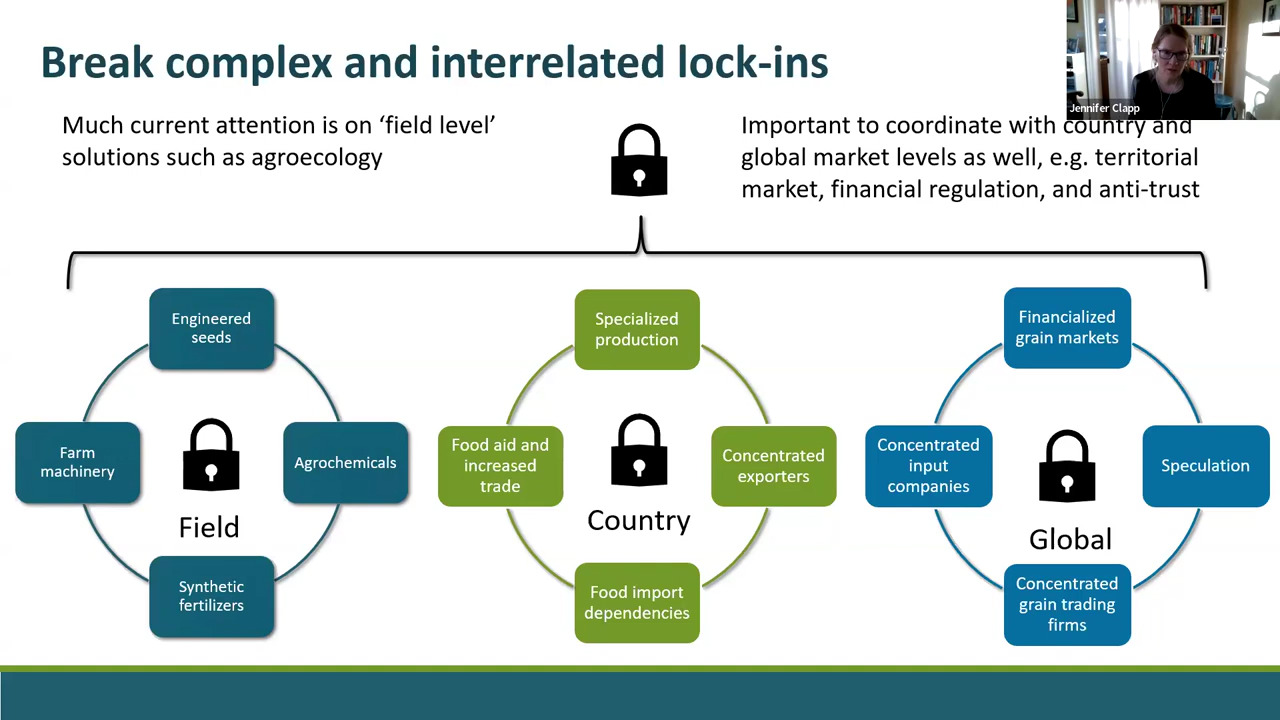 Break complex and interrelated lock-ins
Jennifer Clapp
Much current attention is on ‘field level’
solutions such as agroecology
Important to coordinate with country and
global market levels as well, e.g. territorial
market, financial regulation, and anti-trust
Engineered
seeds
Farm
machinery
Agrochemicals
Field
Synthetic
fertilizers
Specialized
production
Food aid and
increased
trade
Concentrated
exporters
Country
Food import
dependencies
Financialized
grain markets
Concentrated
input
companies
Speculation
Global
Concentrated
grain trading
firms